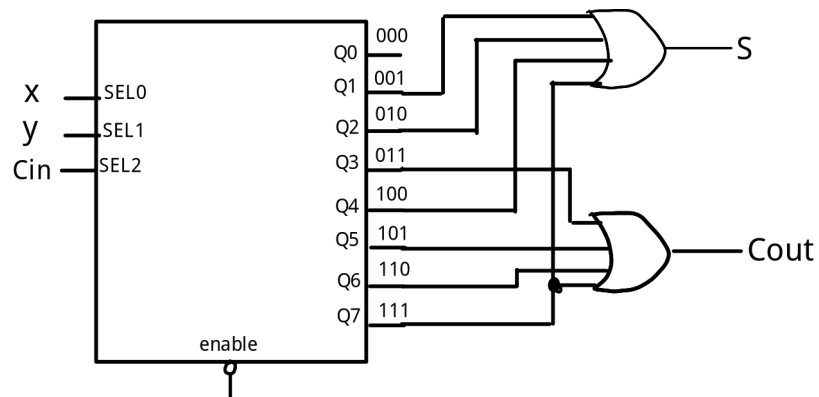 000
Q0
Q1 001
Q2 010
Q3 011
Q4 100
Q5 101
Q6 110
Q7 111
x SEL0
y SEL1
Cin SEL2
enable
S
Cout